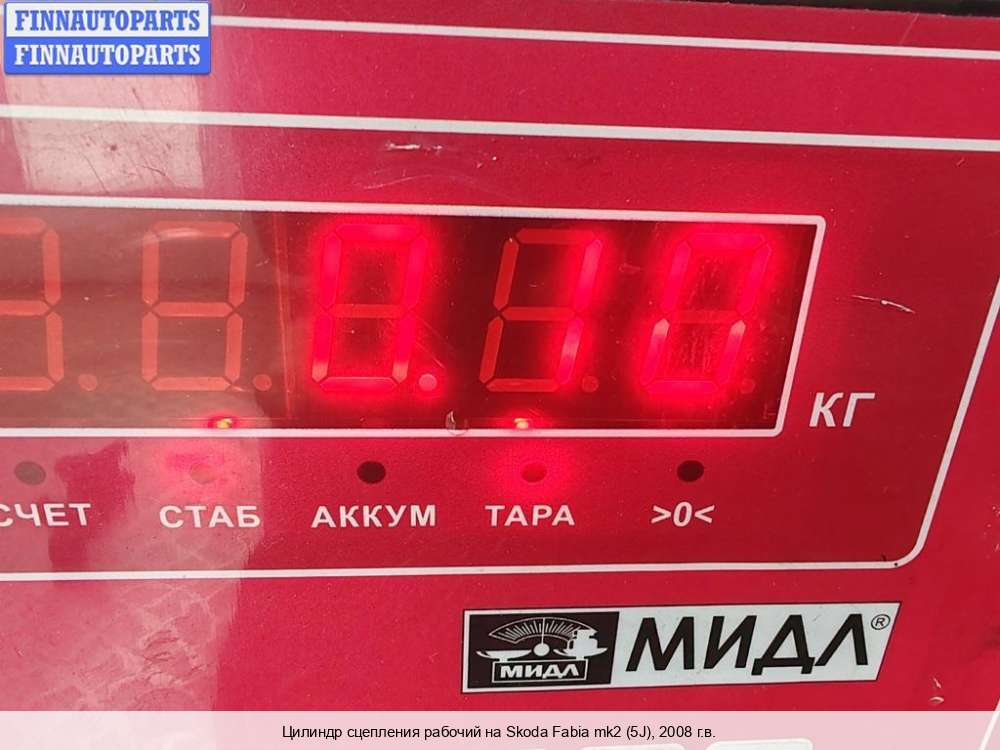 FINNAUTOPARTS
FINNAUTOPARTS
0.10
КГ
СЧЕТ СТАБ АККУМ ТАРА >0<
МИДЛ МИДЛ®
Цилиндр сцепления рабочий на Skoda Fabia mk2 (5J), 2008 г.в.